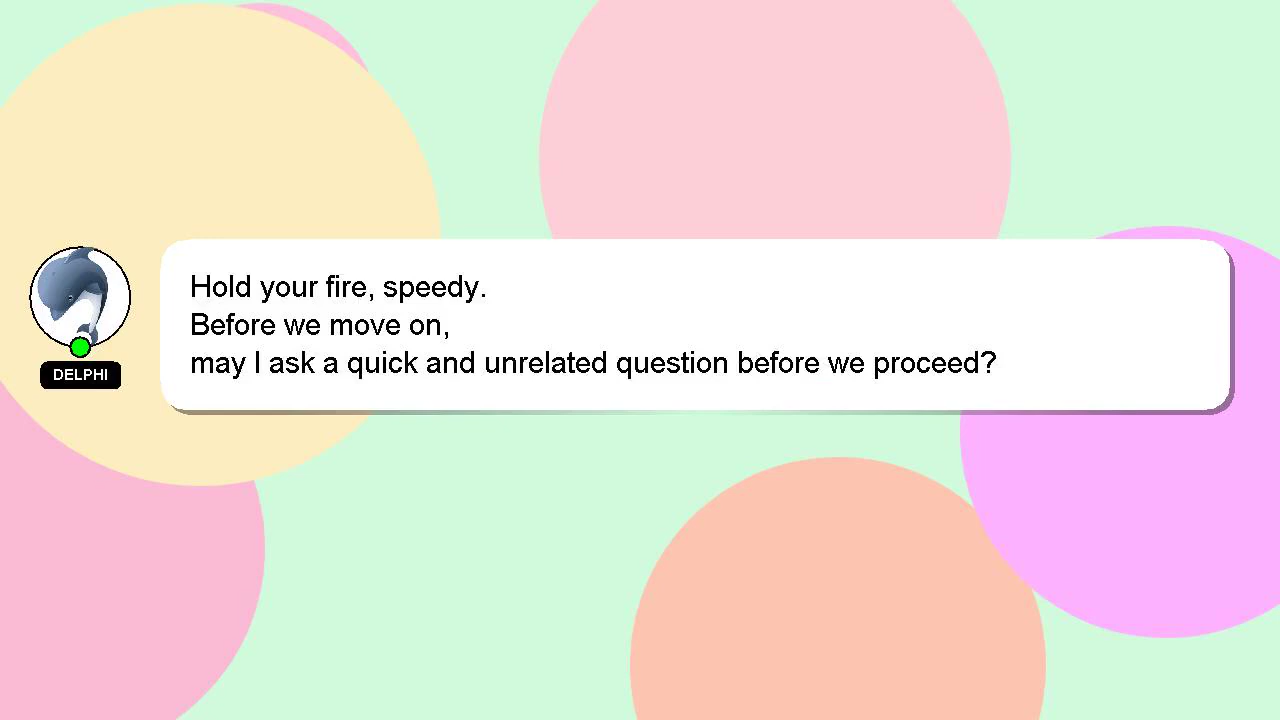 Hold your fire, speedy.
Before we move on,
may I ask a quick and unrelated question before we proceed?
DELPHI